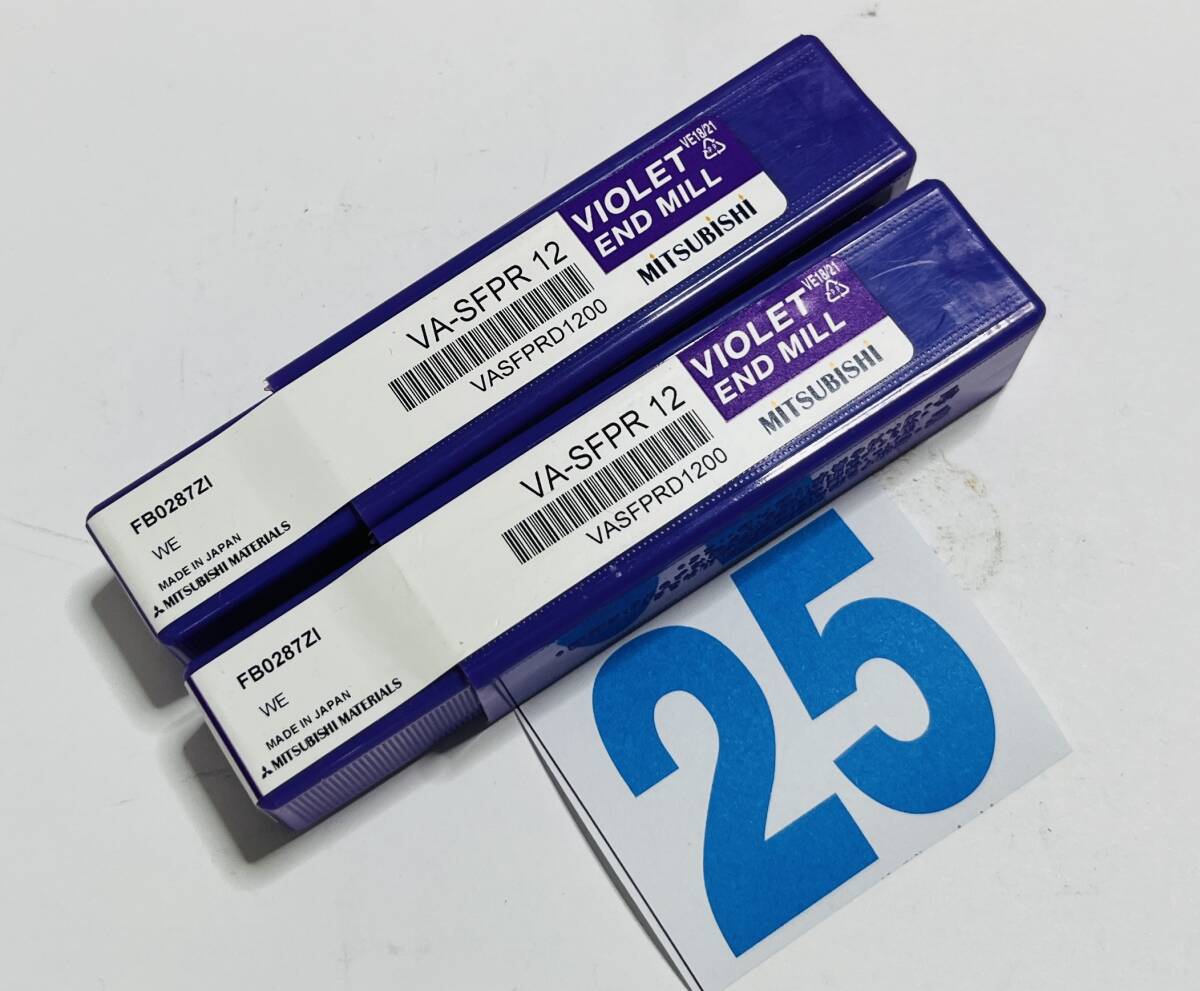 VIOLET
VE18/21
END MILL
MITSUBISHI
VA-SFPR 12
VASFPRD1200
FB0287ZI
WE
MADE IN JAPAN
MITSUBISHI MATERIALS
VIOLET
VE18/21
END MILL
MITSUBISHI
VA-SFPR 12
VASFPRD1200
FB0287ZI
WE
MADE IN JAPAN
MITSUBISHI MATERIALS
25